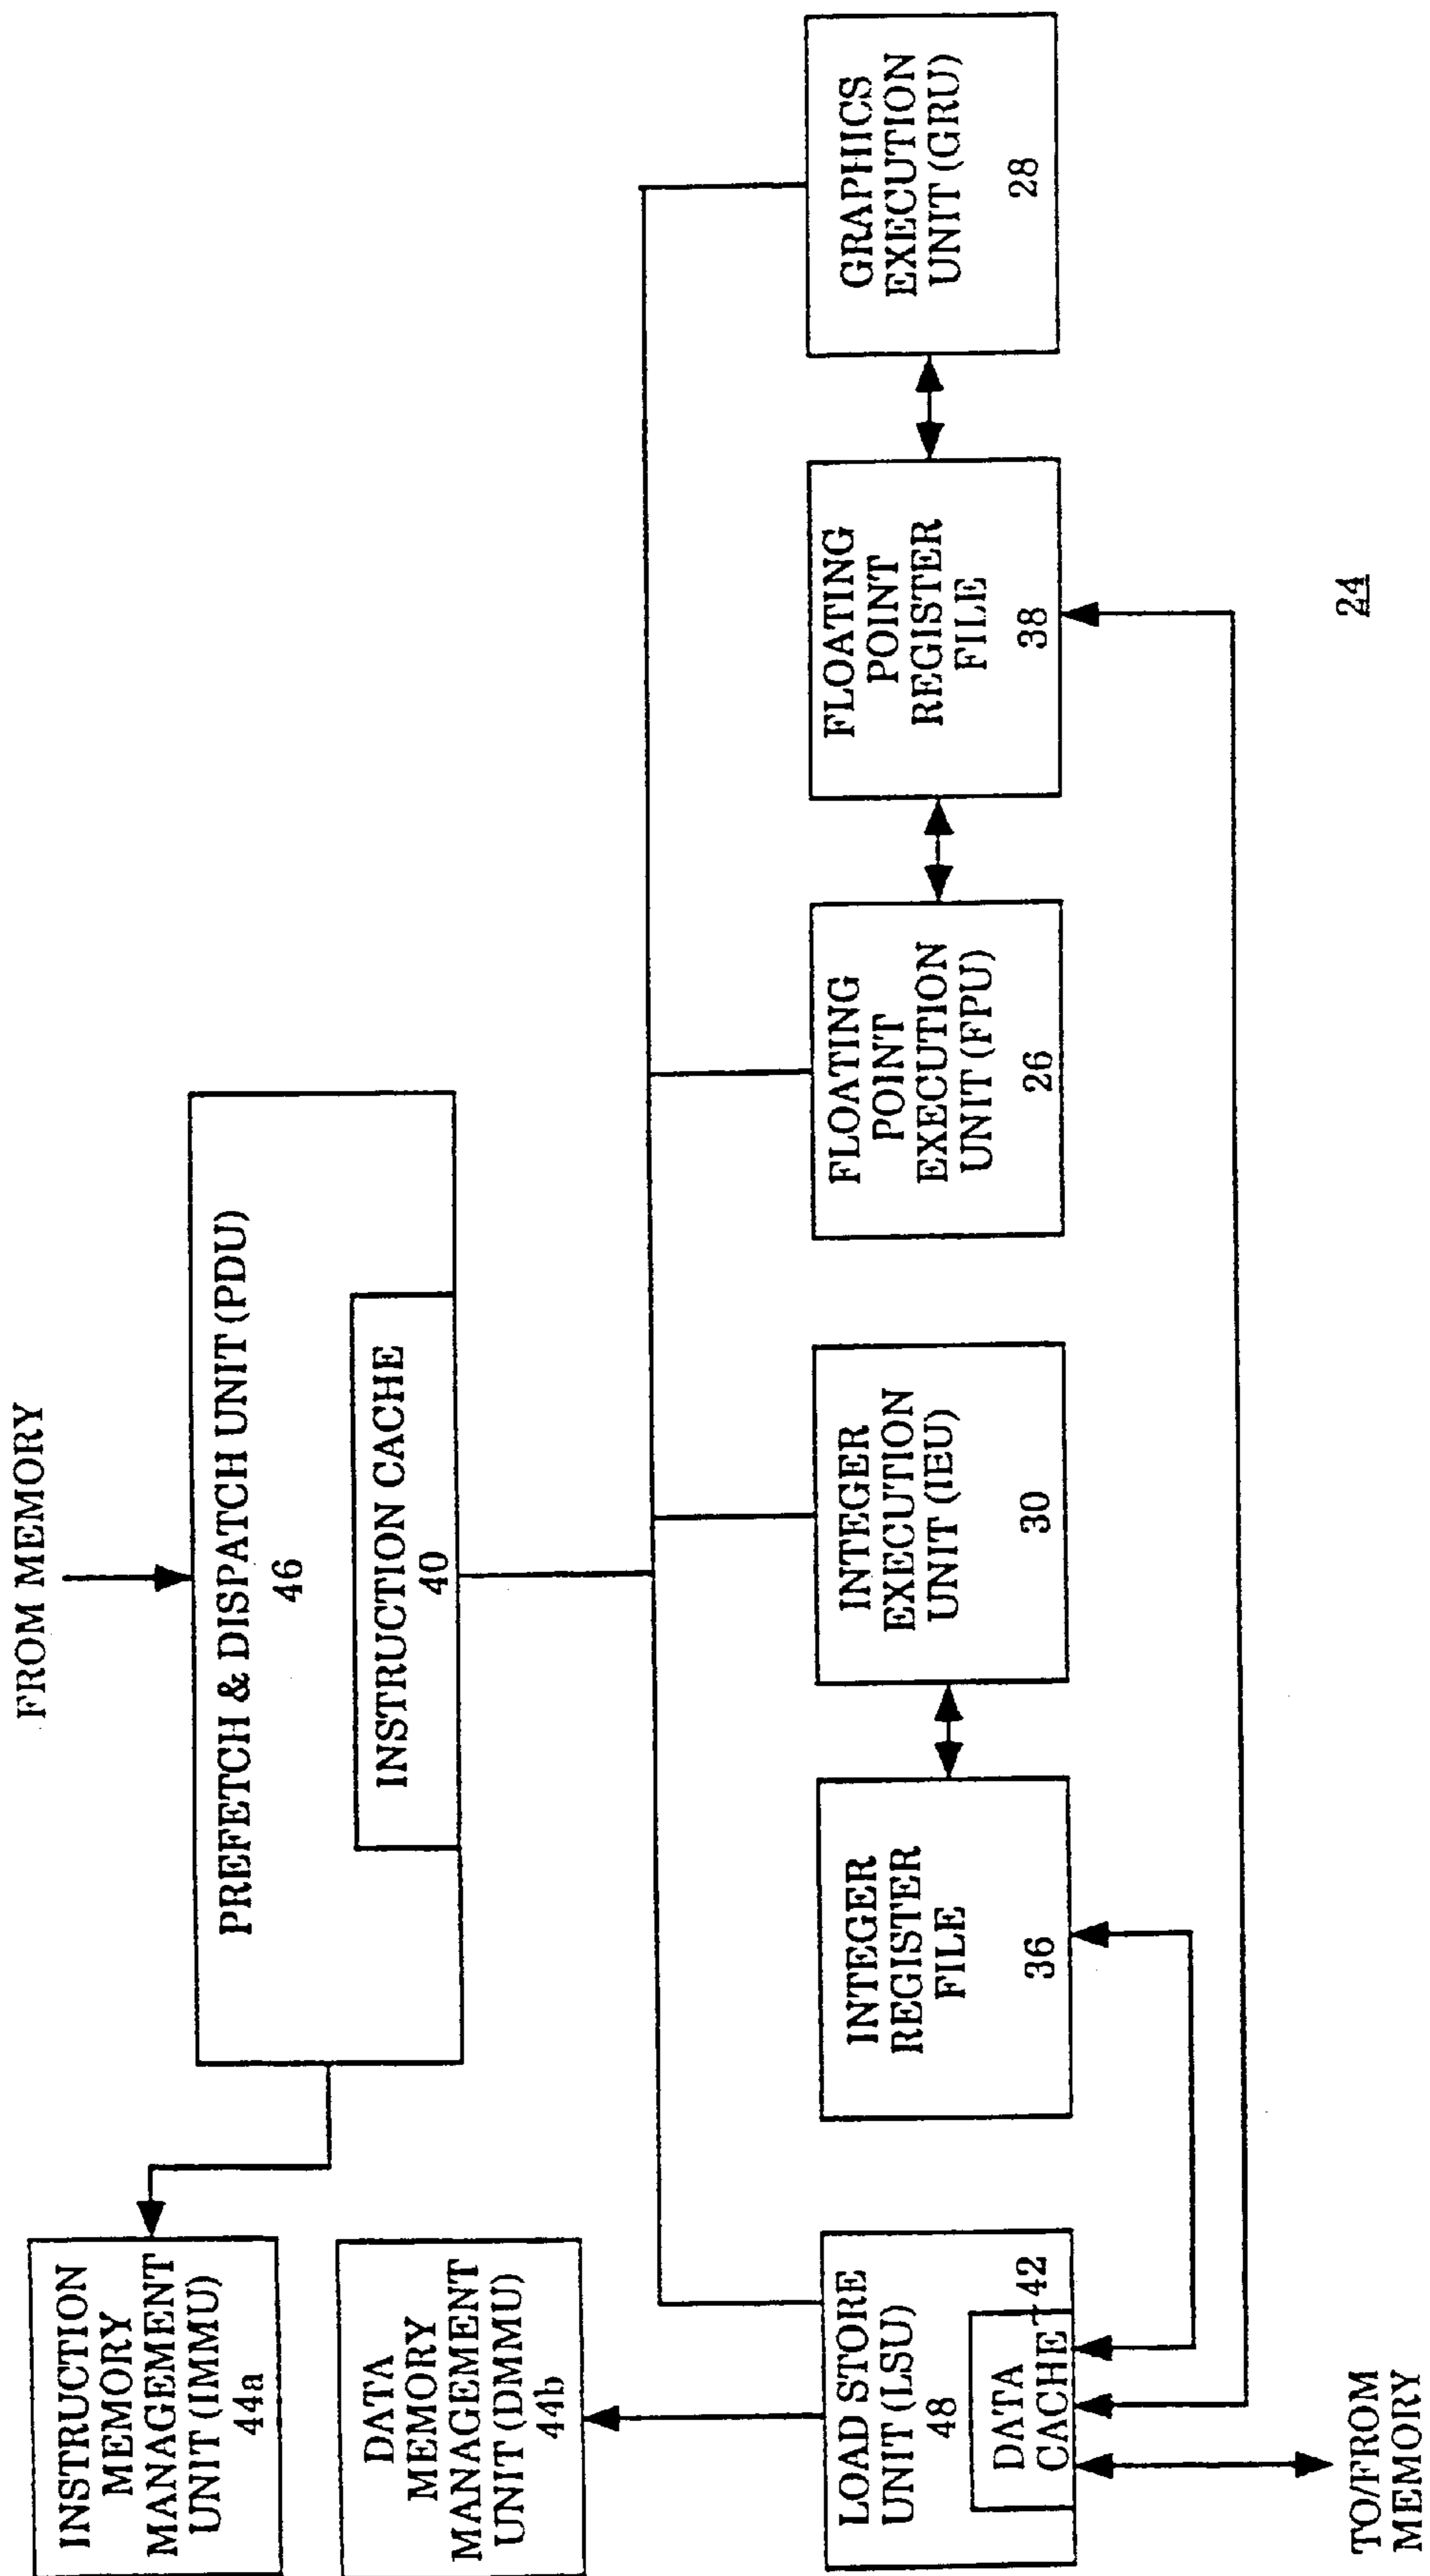 FROM MEMORY
INSTRUCTION
MEMORY
MANAGEMENT
UNIT (IMMU)
44a
PREFETCH & DISPATCH UNIT (PDU)
46
INSTRUCTION CACHE
40
DATA
MEMORY
MANAGEMENT
UNIT (DMMU)
44b
LOAD STORE
UNIT (LSU)
48
DATA
CACHE
42
INTEGER
REGISTER
FILE
36
INTEGER
EXECUTION
UNIT (IEU)
30
FLOATING
POINT
EXECUTION
UNIT (FPU)
26
FLOATING
POINT
REGISTER
FILE
38
GRAPHICS
EXECUTION
UNIT (GRU)
28
TO/FROM
MEMORY
24